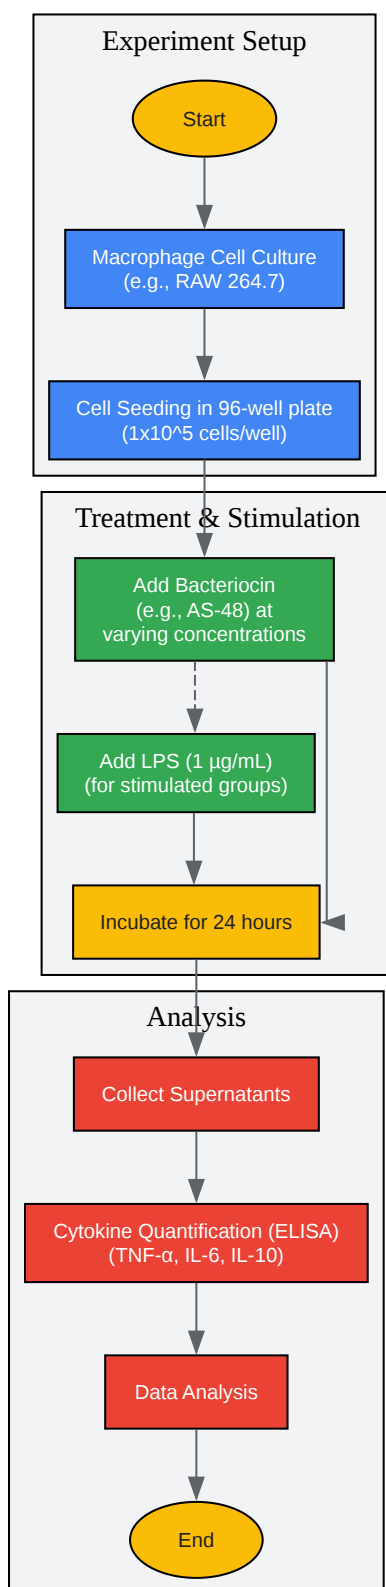 Experiment Setup
Start
Macrophage Cell Culture
(e.g., RAW 264.7)
Cell Seeding in 96-well plate
(1x10^5 cells/well)
Treatment & Stimulation
Add Bacteriocin
(e.g., AS-48) at
varying concentrations
Add LPS (1 µg/mL)
(for stimulated groups)
Incubate for 24 hours
Analysis
Collect Supernatants
Cytokine Quantification (ELISA)
(TNF-α, IL-6, IL-10)
Data Analysis
End